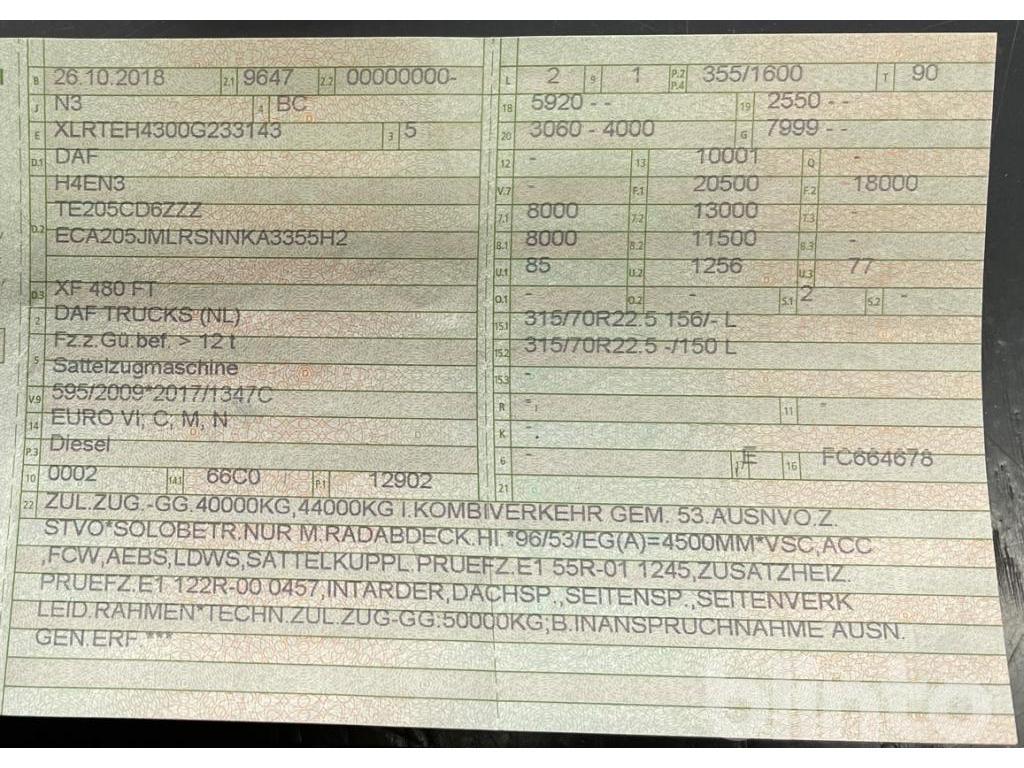 B 26.10.2018 2.1 9647 2.2 00000000- L 2 9 1 P.2 P.4 355/1600 T 90
J N3 4 BC 18 5920 - - 19 2550 - -
E XLRTEH4300G233143 3 5 20 3060 - 4000 G 7999 - -
D.1 DAF 12 - 13 10001 Q -
D.2 H4EN3 V.7 - F.1 20500 F.2 18000
TE205CD6ZZZ 7.1 8000 7.2 13000 7.3 -
ECA205JMLRSNNKA3355H2 8.1 8000 8.2 11500 8.3 -
U.1 85 U.2 1256 U.3 77
D.3 XF 480 FT O.1 - O.2 - S.1 2 S.2 -
2 DAF TRUCKS (NL) 15.1 315/70R22.5 156/- L
5 Fz.z.Gü.bef. > 12 t 15.2 315/70R22.5 -/150 L
Sattelzugmaschine 15.3 -
V.9 595/2009*2017/1347C R -, 11
14 EURO VI; C, M, N K -.
P.3 Diesel 6 - E 16 FC664678
10 0002 14.1 66C0 P.1 12902 21
22 ZUL.ZUG.-GG.40000KG,44000KG I.KOMBIVERKEHR GEM. 53.AUSNVO.Z.
STVO*SOLOBETR.NUR M.RADABDECK.HI.*96/53/EG(A)=4500MM*VSC,ACC
,FCW,AEBS,LDWS,SATTELKUPPL.PRUEFZ.E1 55R-01 1245,ZUSATZHEIZ.
PRUEFZ.E1 122R-00 0457,INTARDER,DACHSP.,SEITENSP.,SEITENVERK
LEID.RAHMEN*TECHN.ZUL.ZUG-GG:50000KG;B.INANSPRUCHNAHME AUSN.
GEN.ERF.***